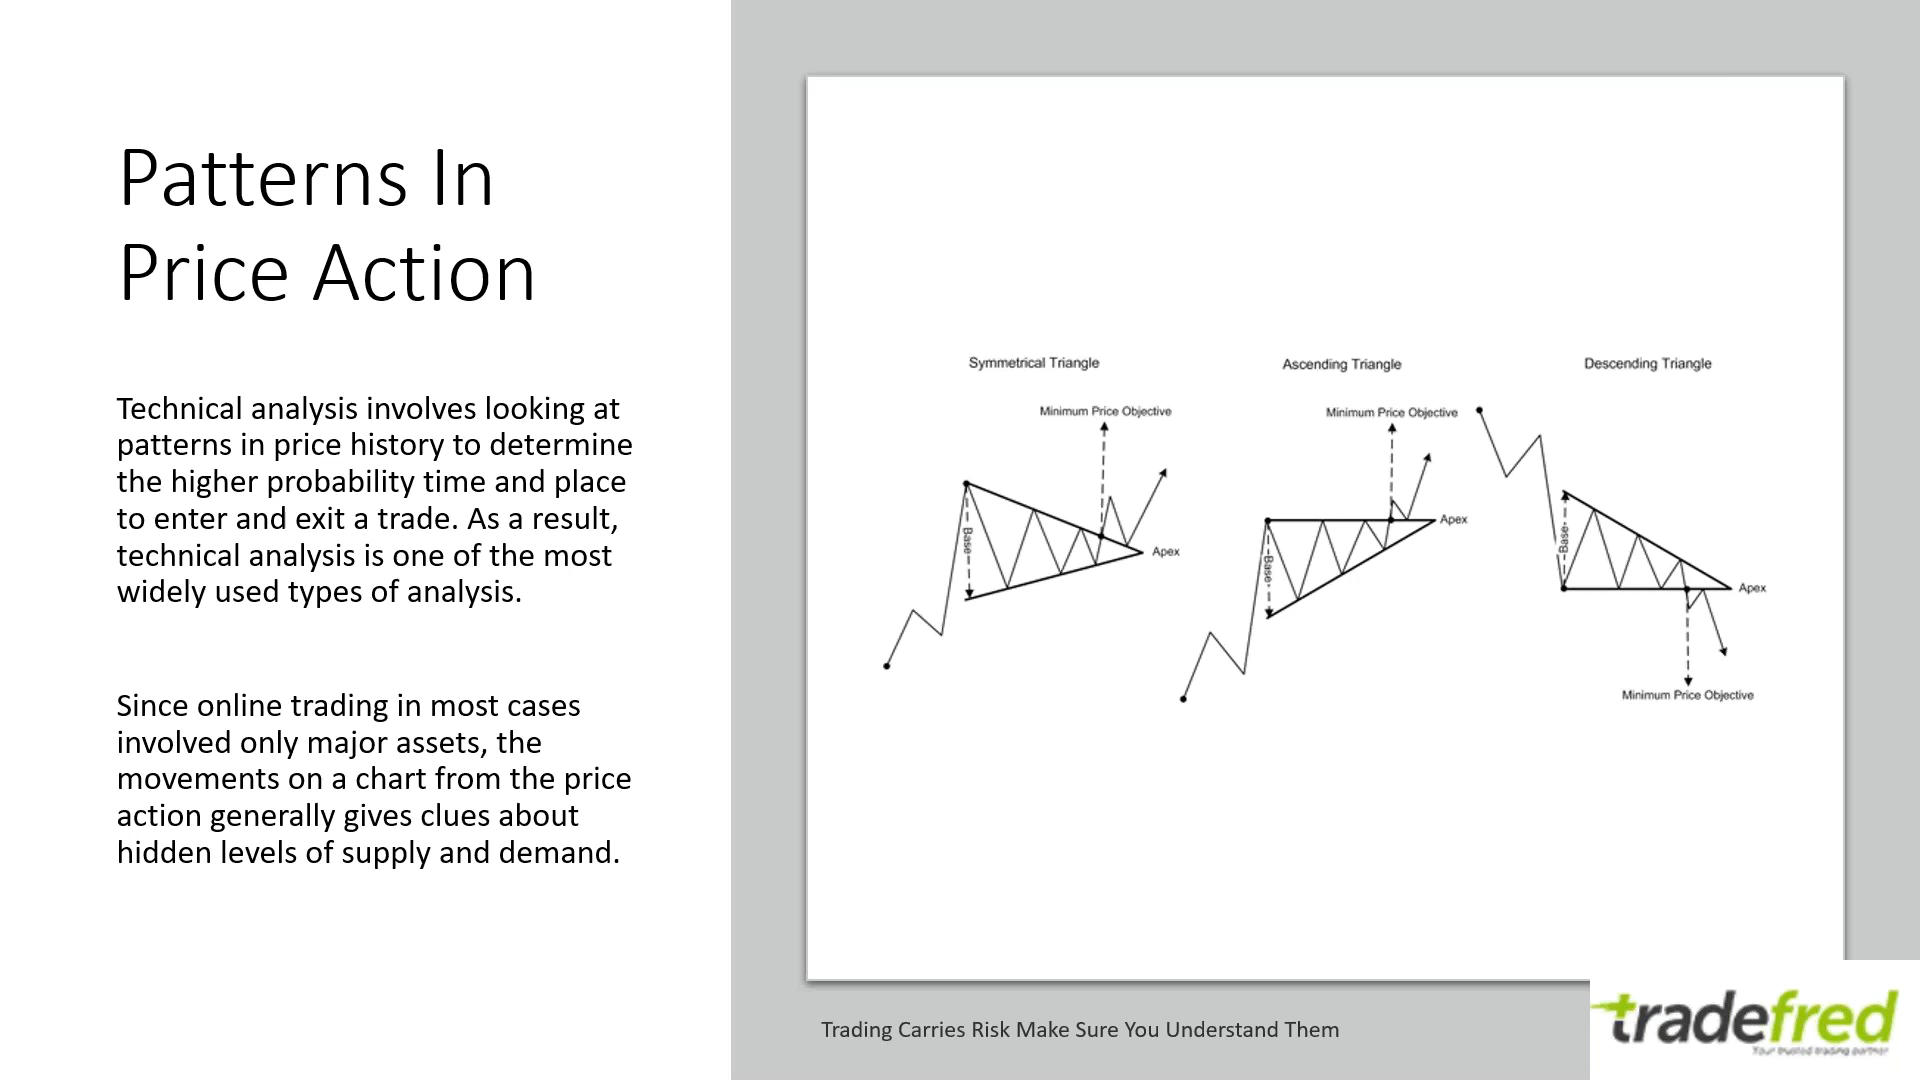 Patterns In
Price Action
Technical analysis involves looking at
patterns in price history to determine
the higher probability time and place
to enter and exit a trade. As a result,
technical analysis is one of the most
widely used types of analysis.
Since online trading in most cases
involved only major assets, the
movements on a chart from the price
action generally gives clues about
hidden levels of supply and demand.
Symmetrical Triangle
Minimum Price Objective
Base
Apex
Ascending Triangle
Minimum Price Objective
Base
Apex
Descending Triangle
Base
Apex
Minimum Price Objective
Trading Carries Risk Make Sure You Understand Them
tradefred
Your trusted trading partner